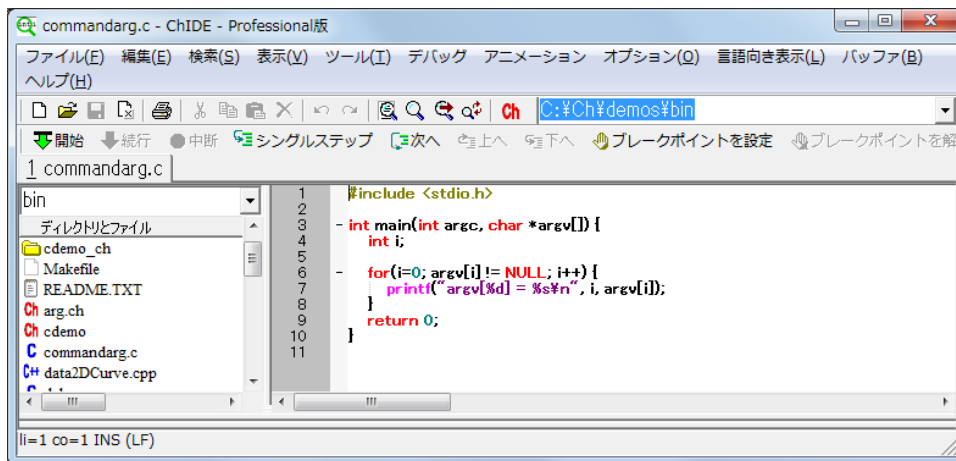 commandarg.c - ChIDE - Professional版
ファイル(F) 編集(E) 検索(S) 表示(V) ツール(T) デバッグ アニメーション オプション(O) 言語向き表示(L) バッファ(B)
ヘルプ(H)
Ch C:¥Ch¥demos¥bin
開始 続行 中断 シングルステップ 次へ 上へ 下へ ブレークポイントを設定 ブレークポイントを解
1 commandarg.c
bin
ディレクトリとファイル
cdemo_ch
Makefile
README.TXT
Ch arg.ch
Ch cdemo
C commandarg.c
C++ data2DCurve.cpp
1 #include <stdio.h>
2
3 int main(int argc, char *argv[]) {
4 int i;
5
6 for(i=0; argv[i] != NULL; i++) {
7 printf("argv[%d] = %s¥n", i, argv[i]);
8 }
9 return 0;
10 }
11
li=1 co=1 INS (LF)